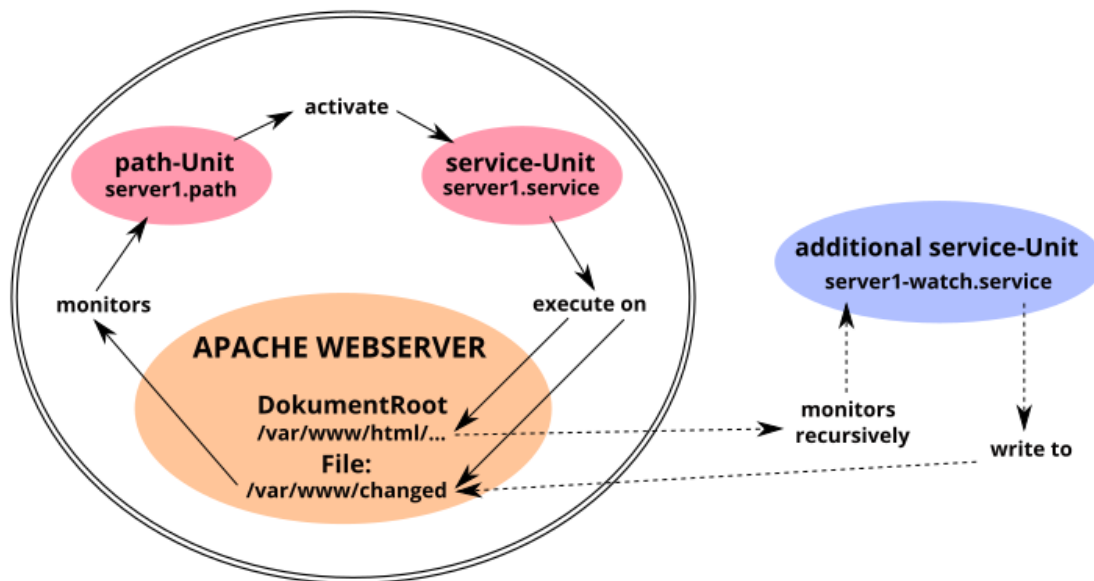 activate
path-Unit
server1.path
service-Unit
server1.service
additional service-Unit
server1-watch.service
monitors
execute on
APACHE WEBSERVER
DokumentRoot
/var/www/html/...
File:
/var/www/changed
monitors
recursively
write to